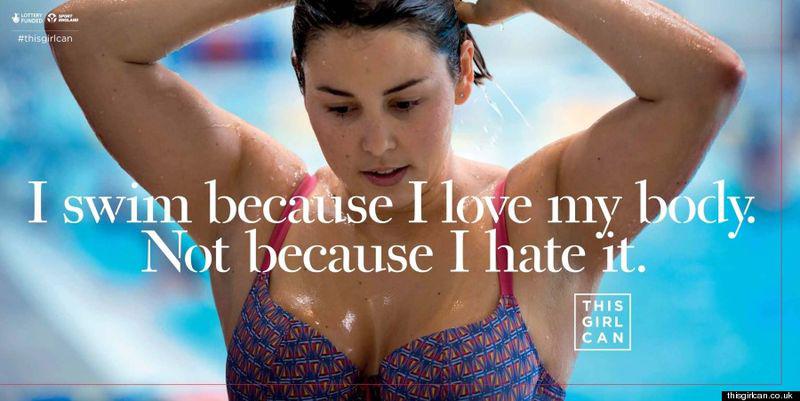 LOTTERY
FUNDED
SPORT
ENGLAND
#thisgirlcan
I swim because I love my body.
Not because I hate it.
THIS
GIRL
CAN
thisgirlcan.co.uk